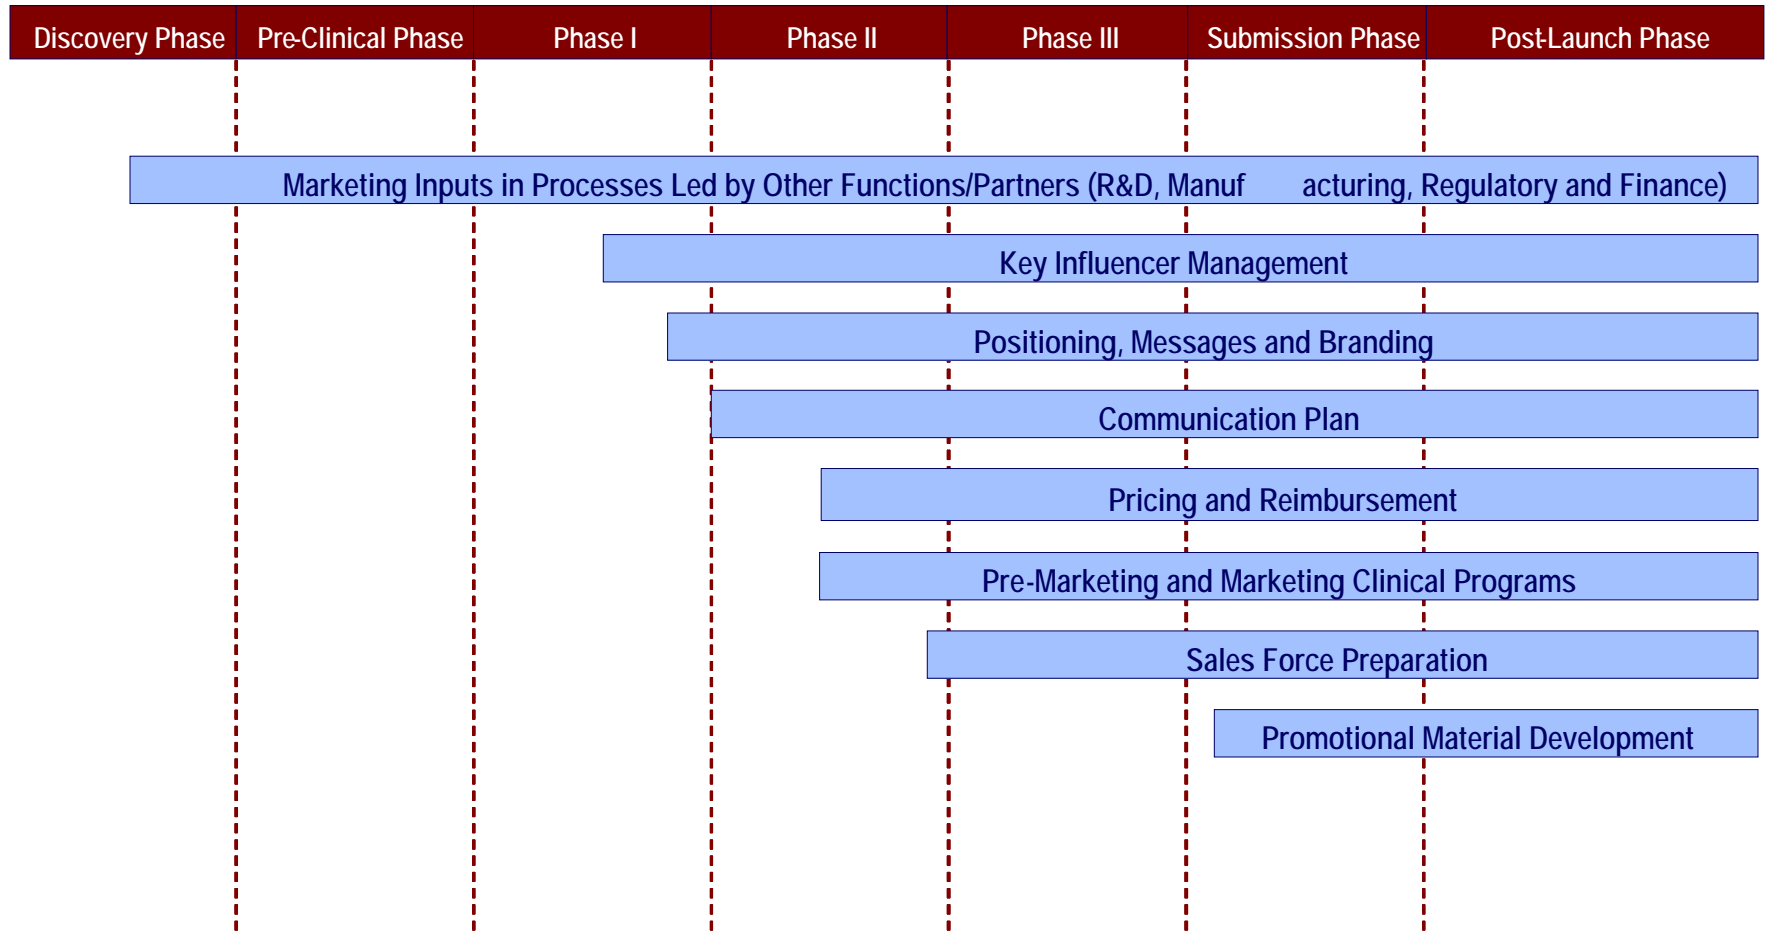 Discovery Phase Pre-Clinical Phase Phase I Phase II Phase III Submission Phase Post-Launch Phase
Marketing Inputs in Processes Led by Other Functions/Partners (R&D, Manuf acturing, Regulatory and Finance)
Key Influencer Management
Positioning, Messages and Branding
Communication Plan
Pricing and Reimbursement
Pre-Marketing and Marketing Clinical Programs
Sales Force Preparation
Promotional Material Development